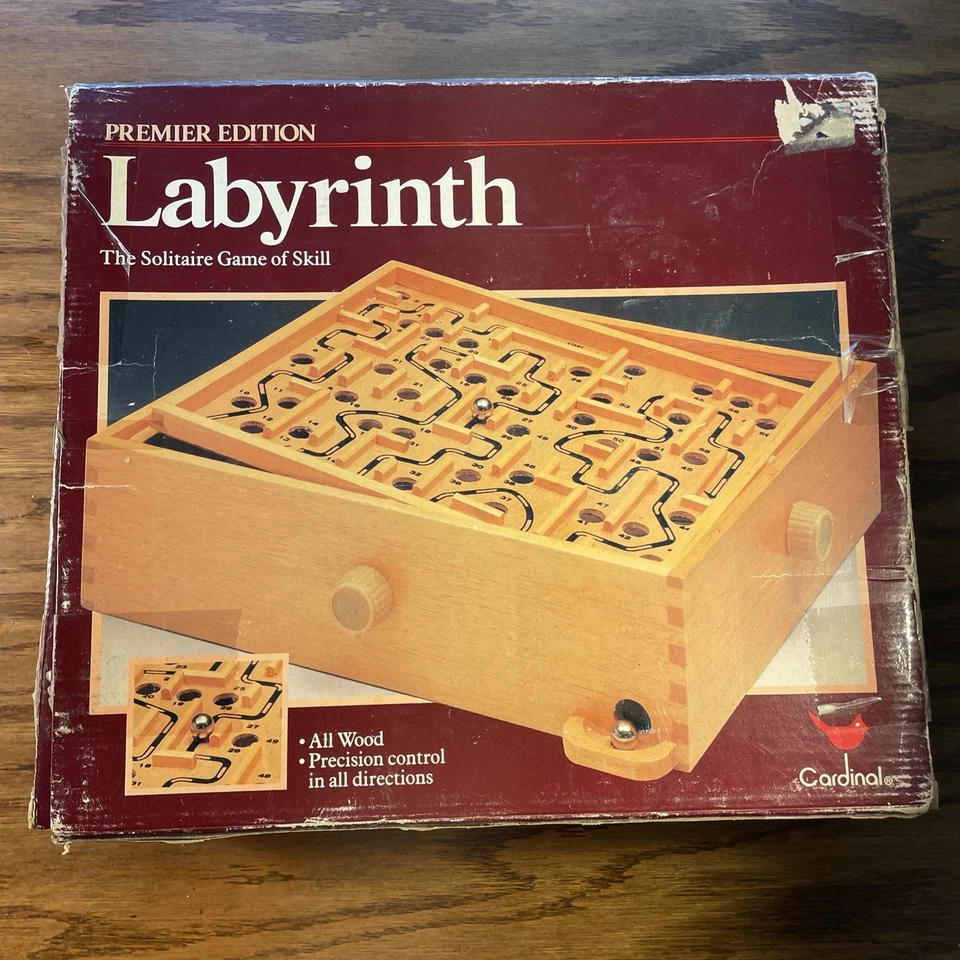 PREMIER EDITION
Labyrinth
The Solitaire Game of Skill
• All Wood
• Precision control
in all directions
Cardinal®